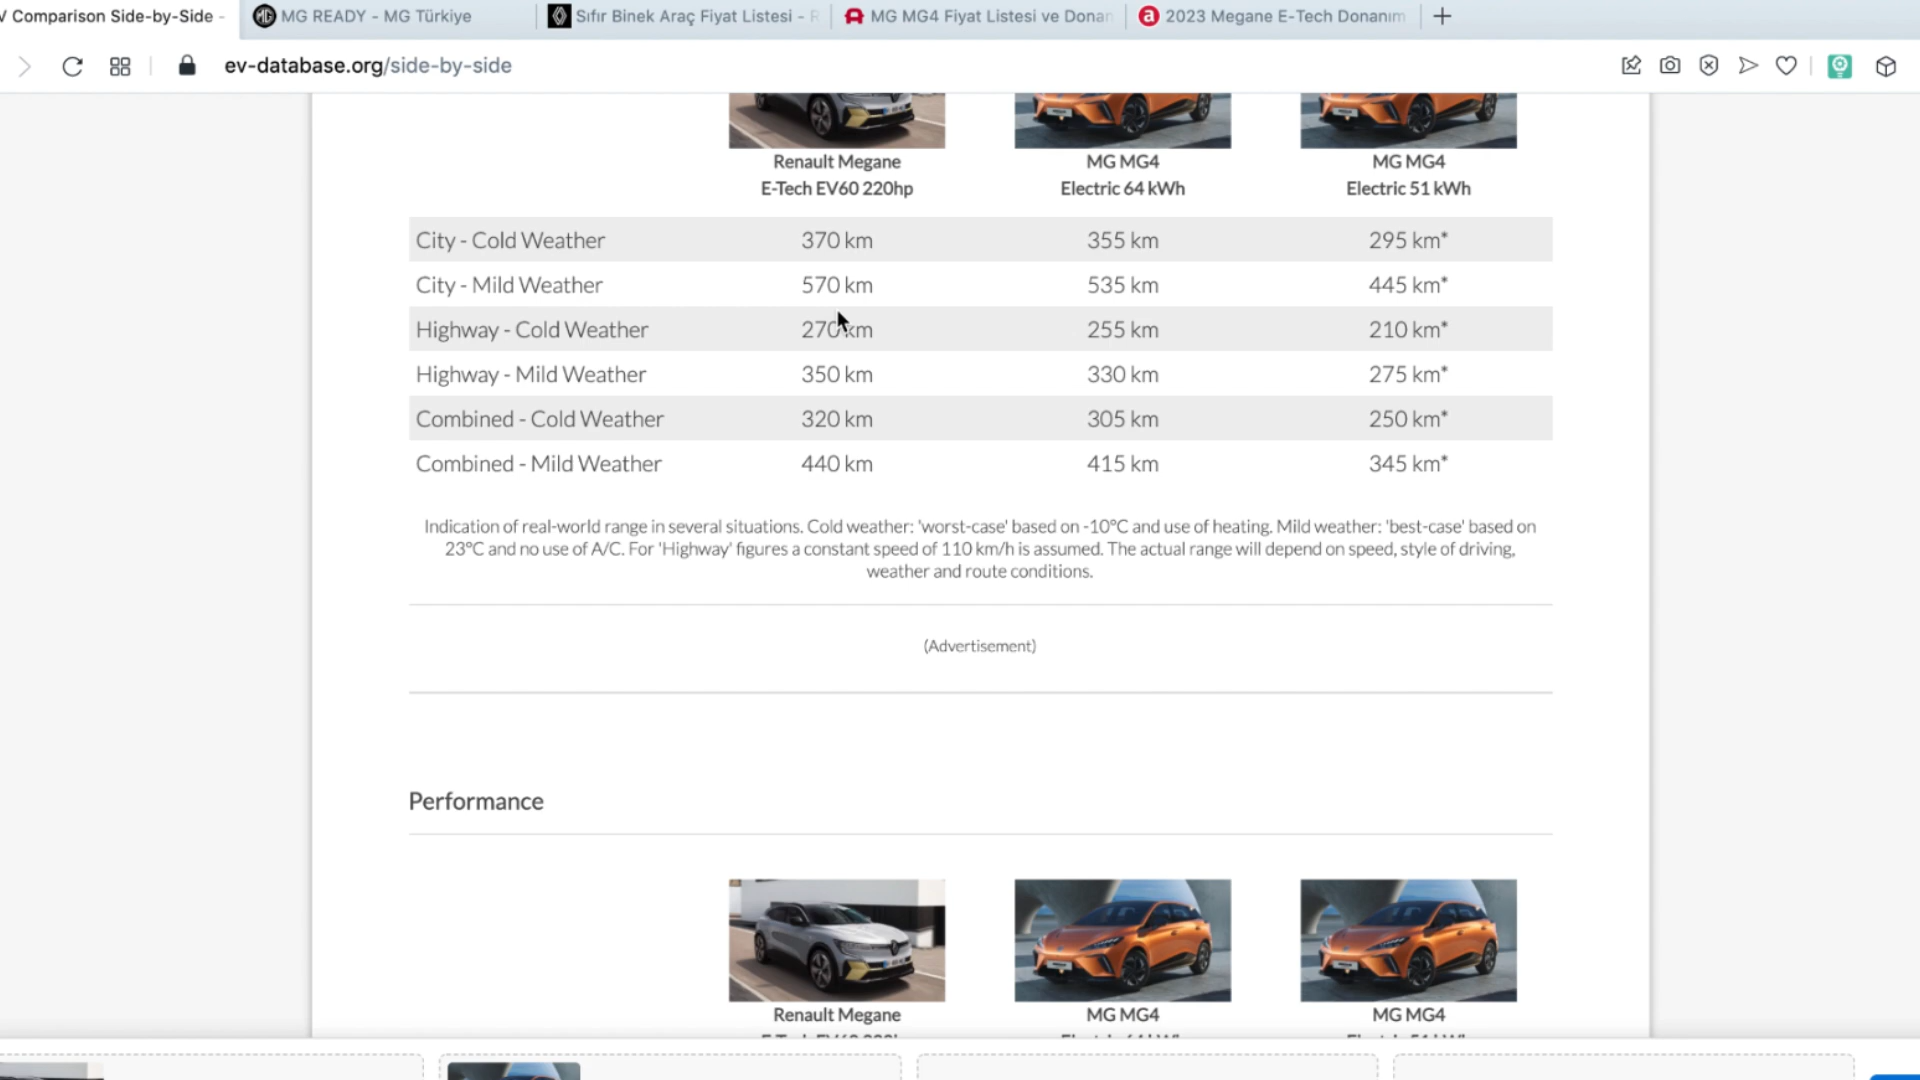 V Comparison Side-by-Side -
MG READY - MG Türkiye
Sıfır Binek Araç Fiyat Listesi - R
MG MG4 Fiyat Listesi ve Donan
2023 Megane E-Tech Donanım
ev-database.org/side-by-side
Renault Megane
E-Tech EV60 220hp
MG MG4
Electric 64 kWh
MG MG4
Electric 51 kWh
City - Cold Weather 370 km 355 km 295 km*
City - Mild Weather 570 km 535 km 445 km*
Highway - Cold Weather 270 km 255 km 210 km*
Highway - Mild Weather 350 km 330 km 275 km*
Combined - Cold Weather 320 km 305 km 250 km*
Combined - Mild Weather 440 km 415 km 345 km*
Indication of real-world range in several situations. Cold weather: 'worst-case' based on -10°C and use of heating. Mild weather: 'best-case' based on
23°C and no use of A/C. For 'Highway' figures a constant speed of 110 km/h is assumed. The actual range will depend on speed, style of driving,
weather and route conditions.
(Advertisement)
Performance
Renault Megane
MG MG4
MG MG4